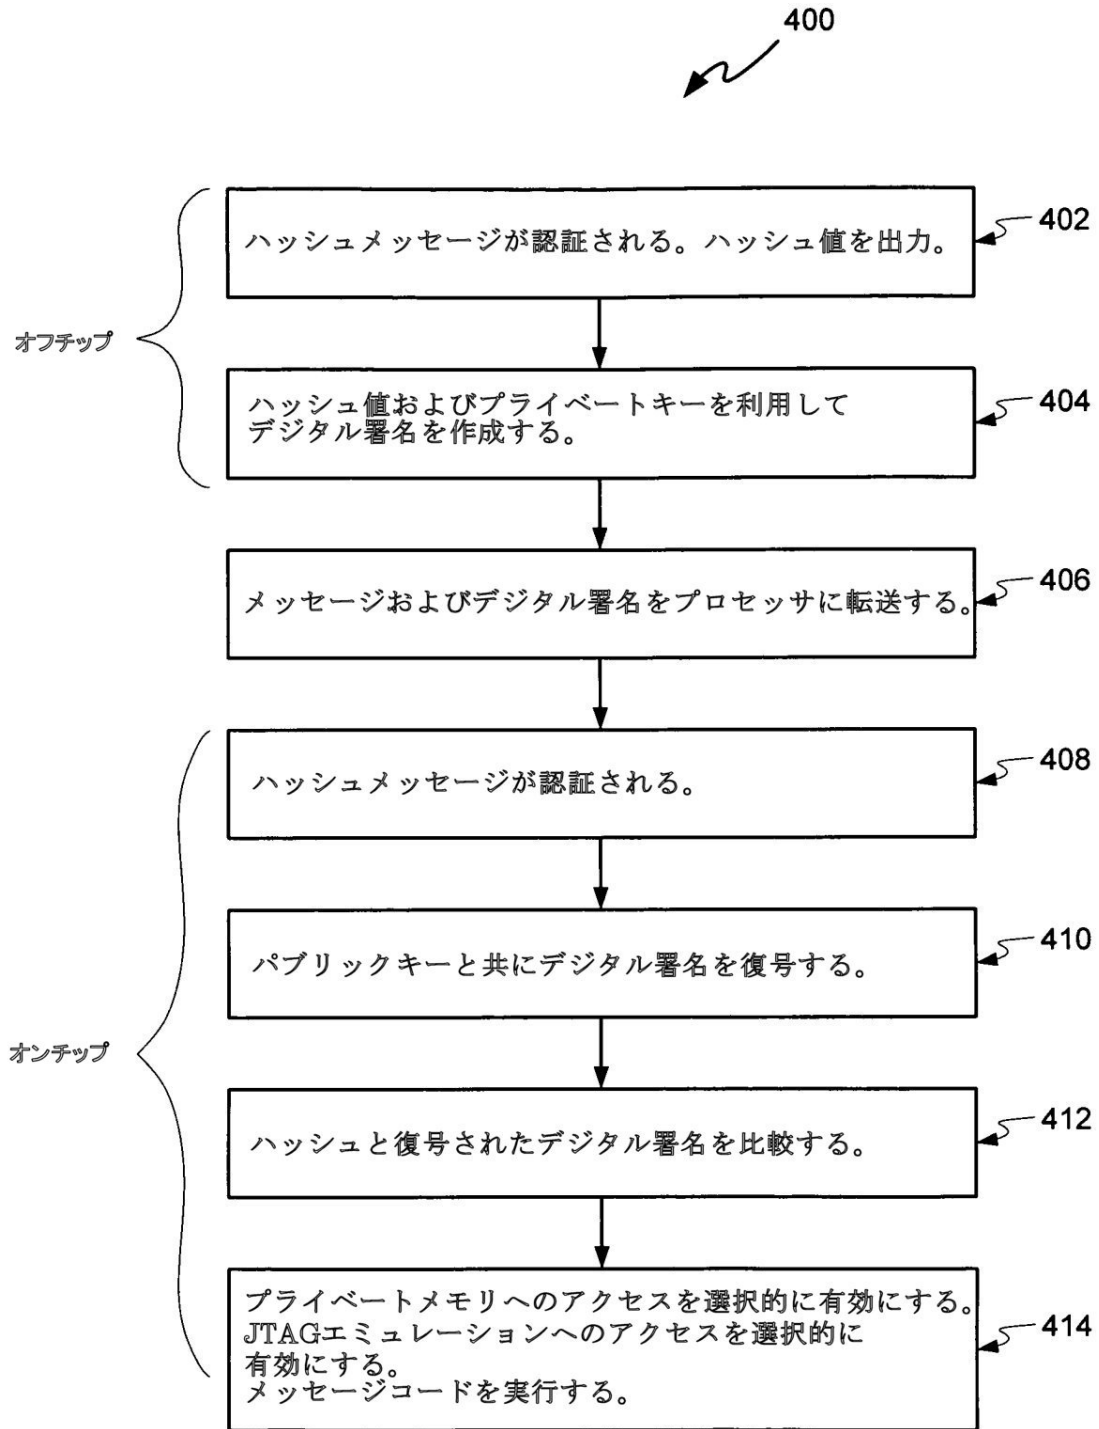 400
ハッシュメッセージが認証される。ハッシュ値を出力。
402
オフチップ
ハッシュ値およびプライベートキーを利用して
デジタル署名を作成する。
404
メッセージおよびデジタル署名をプロセッサに転送する。
406
ハッシュメッセージが認証される。
408
パブリックキーと共にデジタル署名を復号する。
410
オンチップ
ハッシュと復号されたデジタル署名を比較する。
412
プライベートメモリへのアクセスを選択的に有効にする。
JTAGエミュレーションへのアクセスを選択的に
有効にする。
メッセージコードを実行する。
414